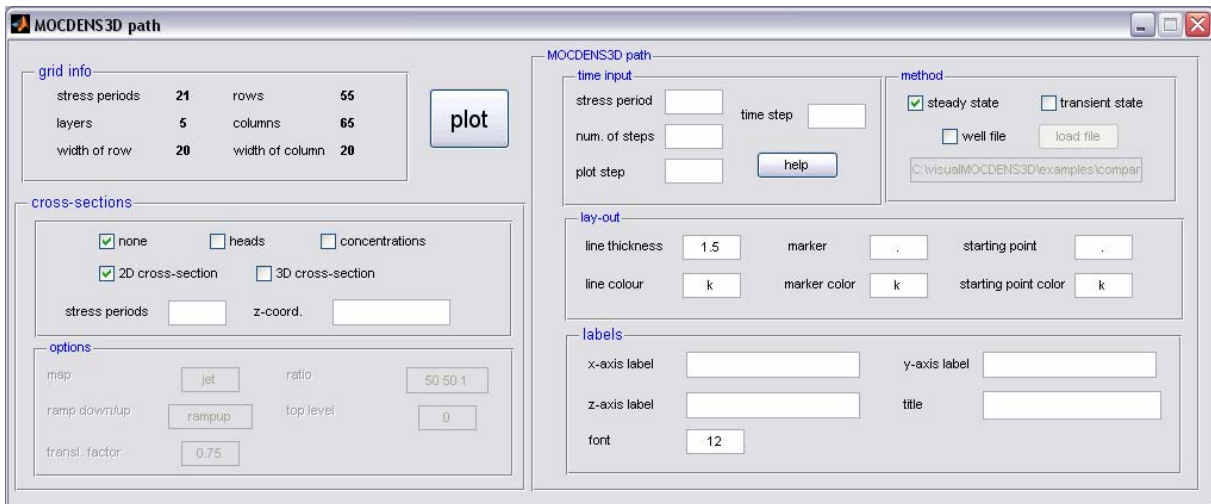 MOCDENS3D path
grid info
stress periods 21 rows 55
layers 5 columns 65
width of row 20 width of column 20
plot
cross-sections
none heads concentrations
2D cross-section 3D cross-section
stress periods z-coord.
options
map jet ratio 50 50 1
ramp down/up rampup top level 0
transl. factor 0.75
MOCDENS3D path
time input
stress period time step
num. of steps
plot step help
method
steady state transient state
well file load file
C:\visualMOCDENS3D\examples\compar
lay-out
line thickness 1.5 marker . starting point .
line colour k marker color k starting point color k
labels
x-axis label y-axis label
z-axis label title
font 12